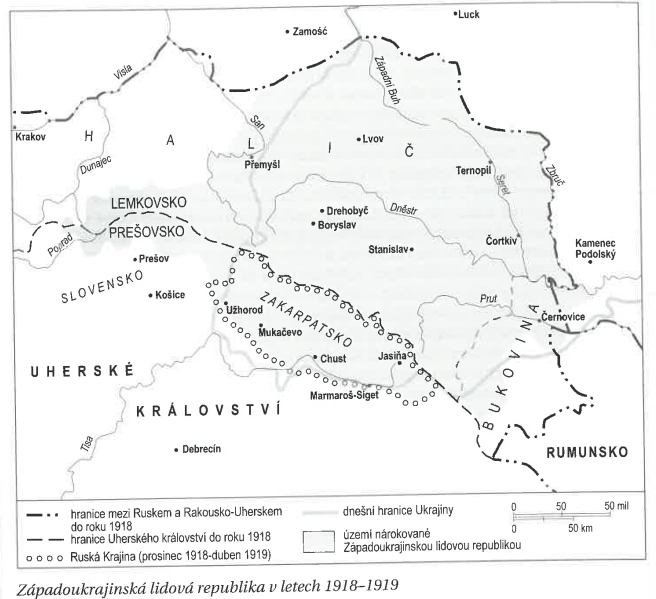 Luck
Zamość
Visla
Západní Buh
Krakov
H A L I Č
San
Lvov
Přemyšl
Dunajec
Ternopil
Seret
Zbruč
LEMKOVSKO
Drehobyč
Dněstr
Boryslav
PŘEŠOVSKO
Poprad
Stanislav
Čortkiv
Kamenec
Podolský
Prešov
SLOVENSKO
Košice
ZAKARPATSKO
Užhorod
Prut
Černovice
Mukačevo
BUKOVINA
Chust
Jasiňa
UHERSKÉ
KRÁLOVSTVÍ
Marmaroš-Siget
Tisa
Debrecín
RUMUNSKO
hranice mezi Ruskem a Rakousko-Uherskem
do roku 1918
hranice Uherského království do roku 1918
Ruská Krajina (prosinec 1918-duben 1919)
dnešní hranice Ukrajiny
území nárokované
Západoukrajinskou lidovou republikou
0 50 50 mil
0 50 km
Západoukrajinská lidová republika v letech 1918–1919